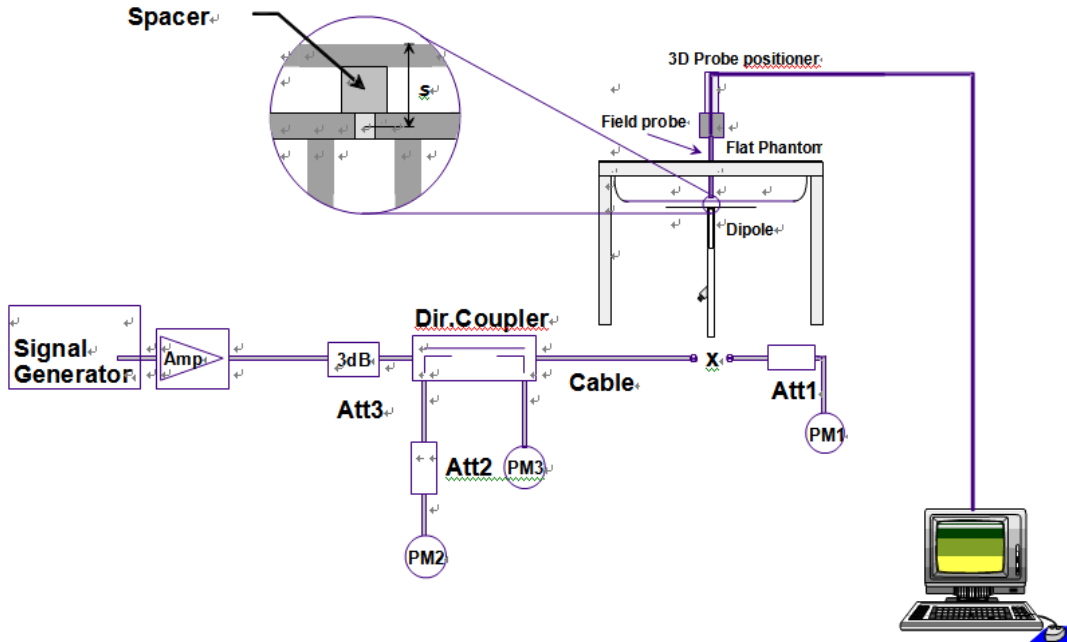 Spacer
s
3D Probe positioner
Field probe
Flat Phantom
Dipole
Dir.Coupler
Signal
Generator
Amp
3dB
Att3
Cable
x
Att1
PM1
Att2
PM3
PM2